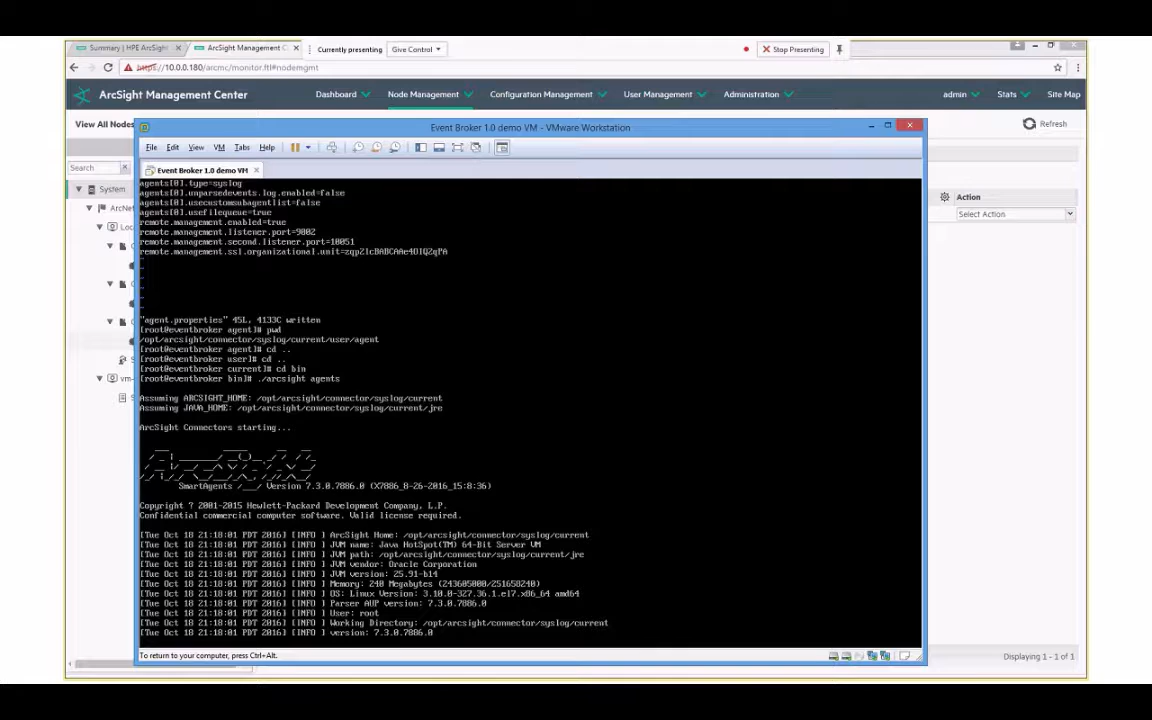 Summary | HPE ArcSight
ArcSight Management C
Currently presenting
Give Control
Stop Presenting
https://10.0.0.180/arcmc/monitor.ftl#nodemgmt
ArcSight Management Center
Dashboard
Node Management
Configuration Management
User Management
Administration
admin
Stats
Site Map
View All Nodes
Refresh
Event Broker 1.0 demo VM - VMware Workstation
File Edit View VM Tabs Help
Search
Event Broker 1.0 demo VM
System
ArcNe
Loc
vm-
Action
Select Action
agents[0].type=syslog
agents[0].unparsedevents.log.enabled=false
agents[0].usecustomsubagentlist=false
agents[0].usefilequeue=true
remote.management.enabled=true
remote.management.listener.port=9002
remote.management.second.listener.port=10051
~
~
~
~
~
"agent.properties" 45L, 4133C written
[root@eventbroker agent]# pwd
/opt/arcsight/connector/syslog/current/user/agent
[root@eventbroker agent]# cd ..
[root@eventbroker user]# cd ..
[root@eventbroker current]# cd bin
[root@eventbroker bin]# ./arcsight agents
Assuming ARCSIGHT_HOME: /opt/arcsight/connector/syslog/current
Assuming JAVA_HOME: /opt/arcsight/connector/syslog/current/jre
ArcSight Connectors starting...
ArcSight
SmartAgents /___/ Version 7.3.0.7886.0 (X7886_8-26-2016_15:8:36)
Copyright ? 2001-2015 Hewlett-Packard Development Company, L.P.
Confidential commercial computer software. Valid license required.
[Tue Oct 18 21:18:01 PDT 2016] [INFO ] ArcSight Home: /opt/arcsight/connector/syslog/current
[Tue Oct 18 21:18:01 PDT 2016] [INFO ] JVM name: Java HotSpot(TM) 64-Bit Server VM
[Tue Oct 18 21:18:01 PDT 2016] [INFO ] JVM path: /opt/arcsight/connector/syslog/current/jre
[Tue Oct 18 21:18:01 PDT 2016] [INFO ] JVM vendor: Oracle Corporation
[Tue Oct 18 21:18:01 PDT 2016] [INFO ] JVM version: 25.91-b14
[Tue Oct 18 21:18:01 PDT 2016] [INFO ] Memory: 240 Megabytes (243605000/251658240)
[Tue Oct 18 21:18:01 PDT 2016] [INFO ] OS: Linux Version: 3.10.0-327.36.1.el7.x86_64 amd64
[Tue Oct 18 21:18:01 PDT 2016] [INFO ] Parser AUP version: 7.3.0.7886.0
[Tue Oct 18 21:18:01 PDT 2016] [INFO ] User: root
[Tue Oct 18 21:18:01 PDT 2016] [INFO ] Working Directory: /opt/arcsight/connector/syslog/current
[Tue Oct 18 21:18:01 PDT 2016] [INFO ] version: 7.3.0.7886.0
To return to your computer, press Ctrl+Alt.
Displaying 1 - 1 of 1